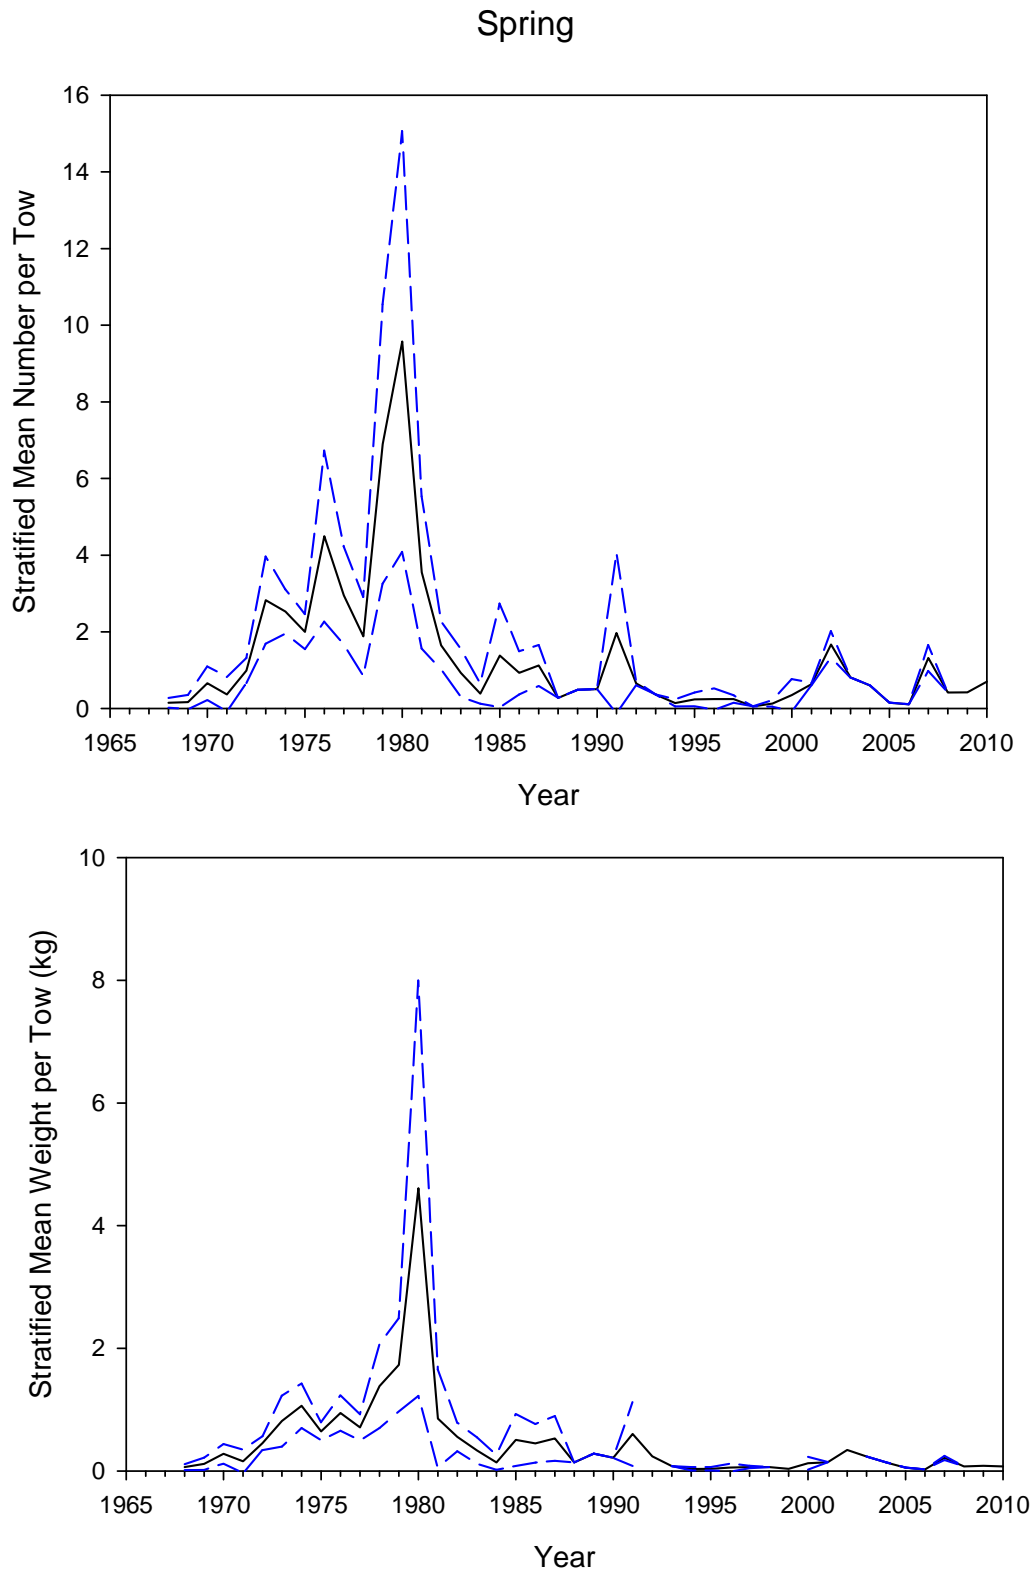 Spring
16
14
12
10
8
6
4
2
0
Stratified Mean Number per Tow
1965 1970 1975 1980 1985 1990 1995 2000 2005 2010
Year
10
8
6
4
2
0
Stratified Mean Weight per Tow (kg)
1965 1970 1975 1980 1985 1990 1995 2000 2005 2010
Year